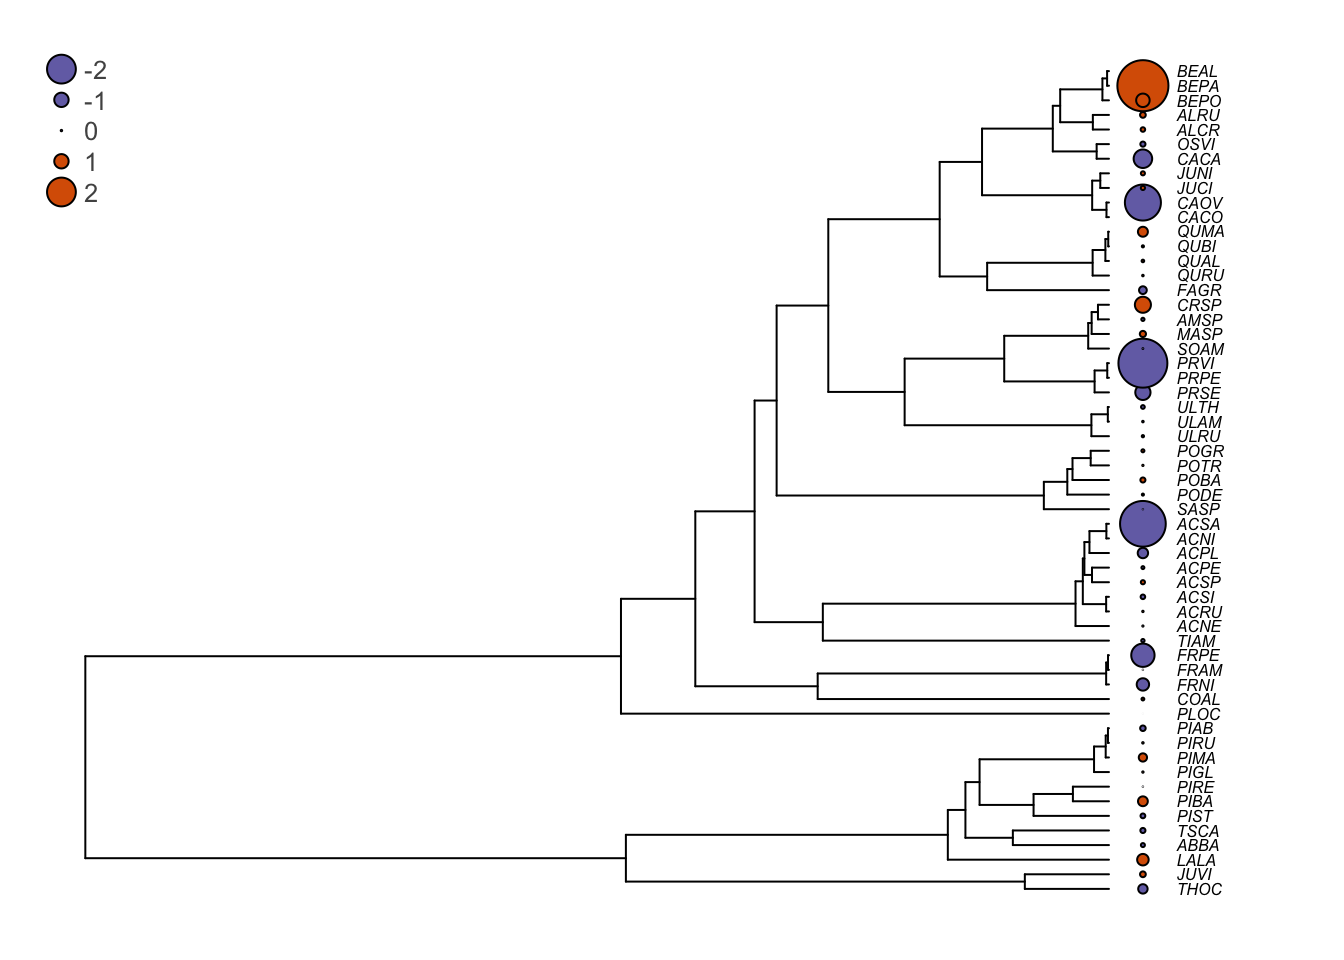 -2
-1
0
1
2
BEAL
BEPA
BEPO
ALRU
ALCR
OSVI
CACA
JUNI
JUCI
CAOV
CACO
QUMA
QUBI
QUAL
QURU
FAGR
CRSP
AMSP
MASP
SOAM
PRVI
PRPE
PRSE
ULTH
ULAM
ULRU
POGR
POTR
POBA
PODE
SASP
ACSA
ACNI
ACPL
ACPE
ACSP
ACSI
ACRU
ACNE
TIAM
FRPE
FRAM
FRNI
COAL
PLOC
PIAB
PIRU
PIMA
PIGL
PIRE
PIBA
PIST
TSCA
ABBA
LALA
JUVI
THOC